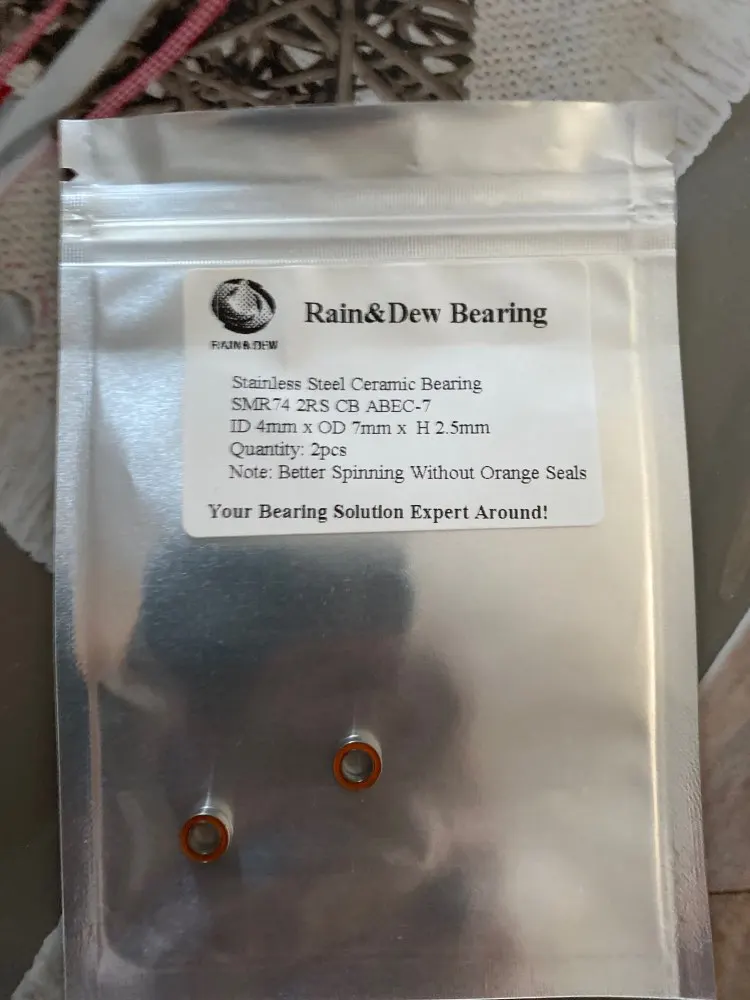 Rain&Dew Bearing
RAIN & DEW
Stainless Steel Ceramic Bearing
SMR74 2RS CB ABEC-7
ID 4mm x OD 7mm x H 2.5mm
Quantity: 2pcs
Note: Better Spinning Without Orange Seals
Your Bearing Solution Expert Around!